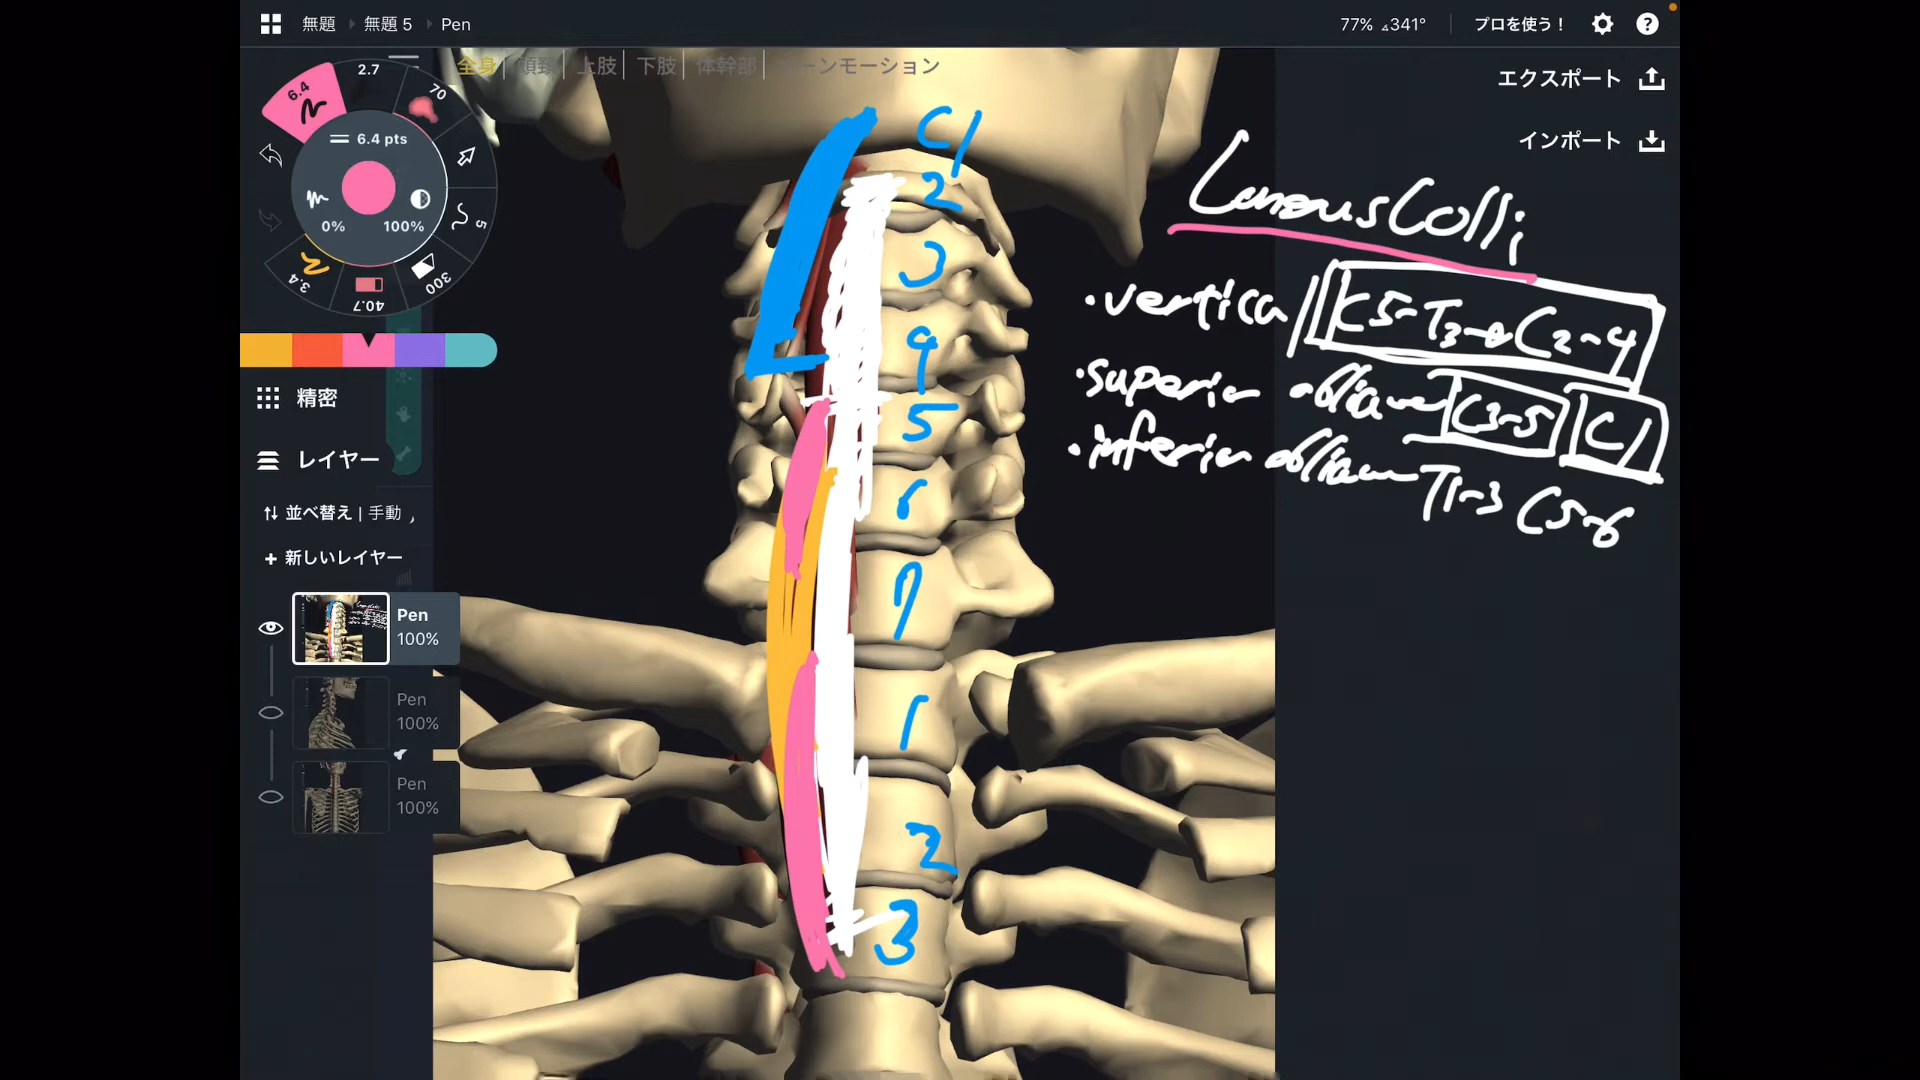 無題 無題 5 Pen
77% ⊿341° プロを使う！
全身 | 頭頚 | 上肢 | 下肢 | 体幹部 |
ーンモーション
エクスポート
インポート
2.7
70
6.4
6.4 pts
0% 100%
5
300
40.7
3.4
精密
レイヤー
並べ替え | 手動
+ 新しいレイヤー
Pen
100%
Pen
100%
Pen
100%
C1
2
3
4
5
6
7
1
2
3
Longus Colli
・vertical C5-T3→C2-4
・superior C3-5 C1
・inferior T1-3 C5-6